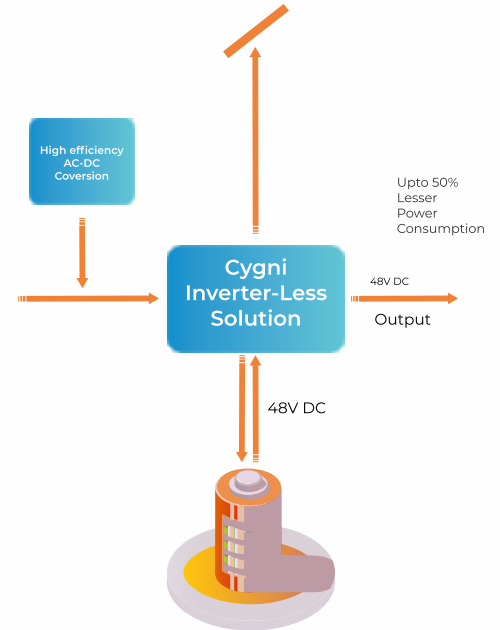 High efficiency
AC-DC
Coversion
Upto 50%
Lesser
Power
Consumption
Cygni
Inverter-Less
Solution
48V DC
Output
48V DC